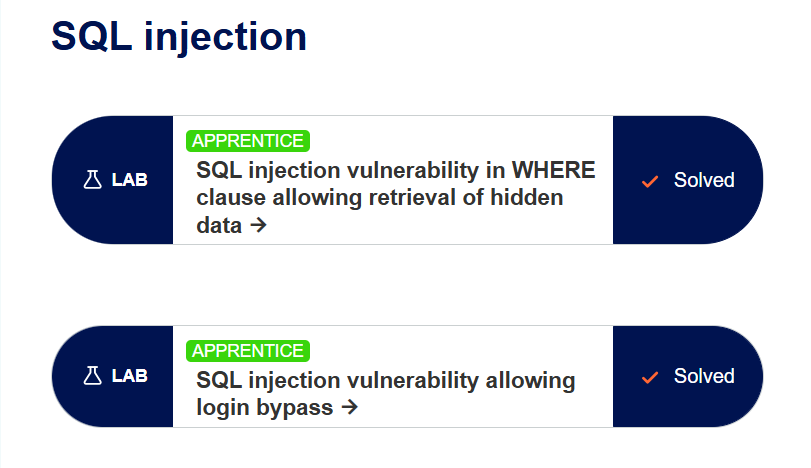 SQL injection
APPRENTICE
LAB
SQL injection vulnerability in WHERE
clause allowing retrieval of hidden
data →
Solved
APPRENTICE
LAB
SQL injection vulnerability allowing
login bypass →
Solved